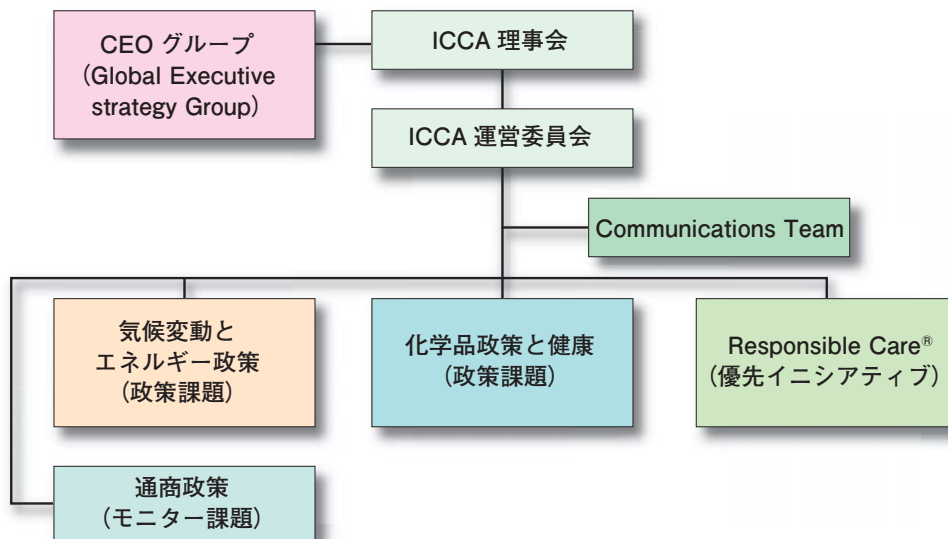 CEO グループ
(Global Executive
strategy Group)
ICCA 理事会
ICCA 運営委員会
Communications Team
気候変動と
エネルギー政策
(政策課題)
化学品政策と健康
(政策課題)
Responsible Care®
(優先イニシアティブ)
通商政策
(モニター課題)